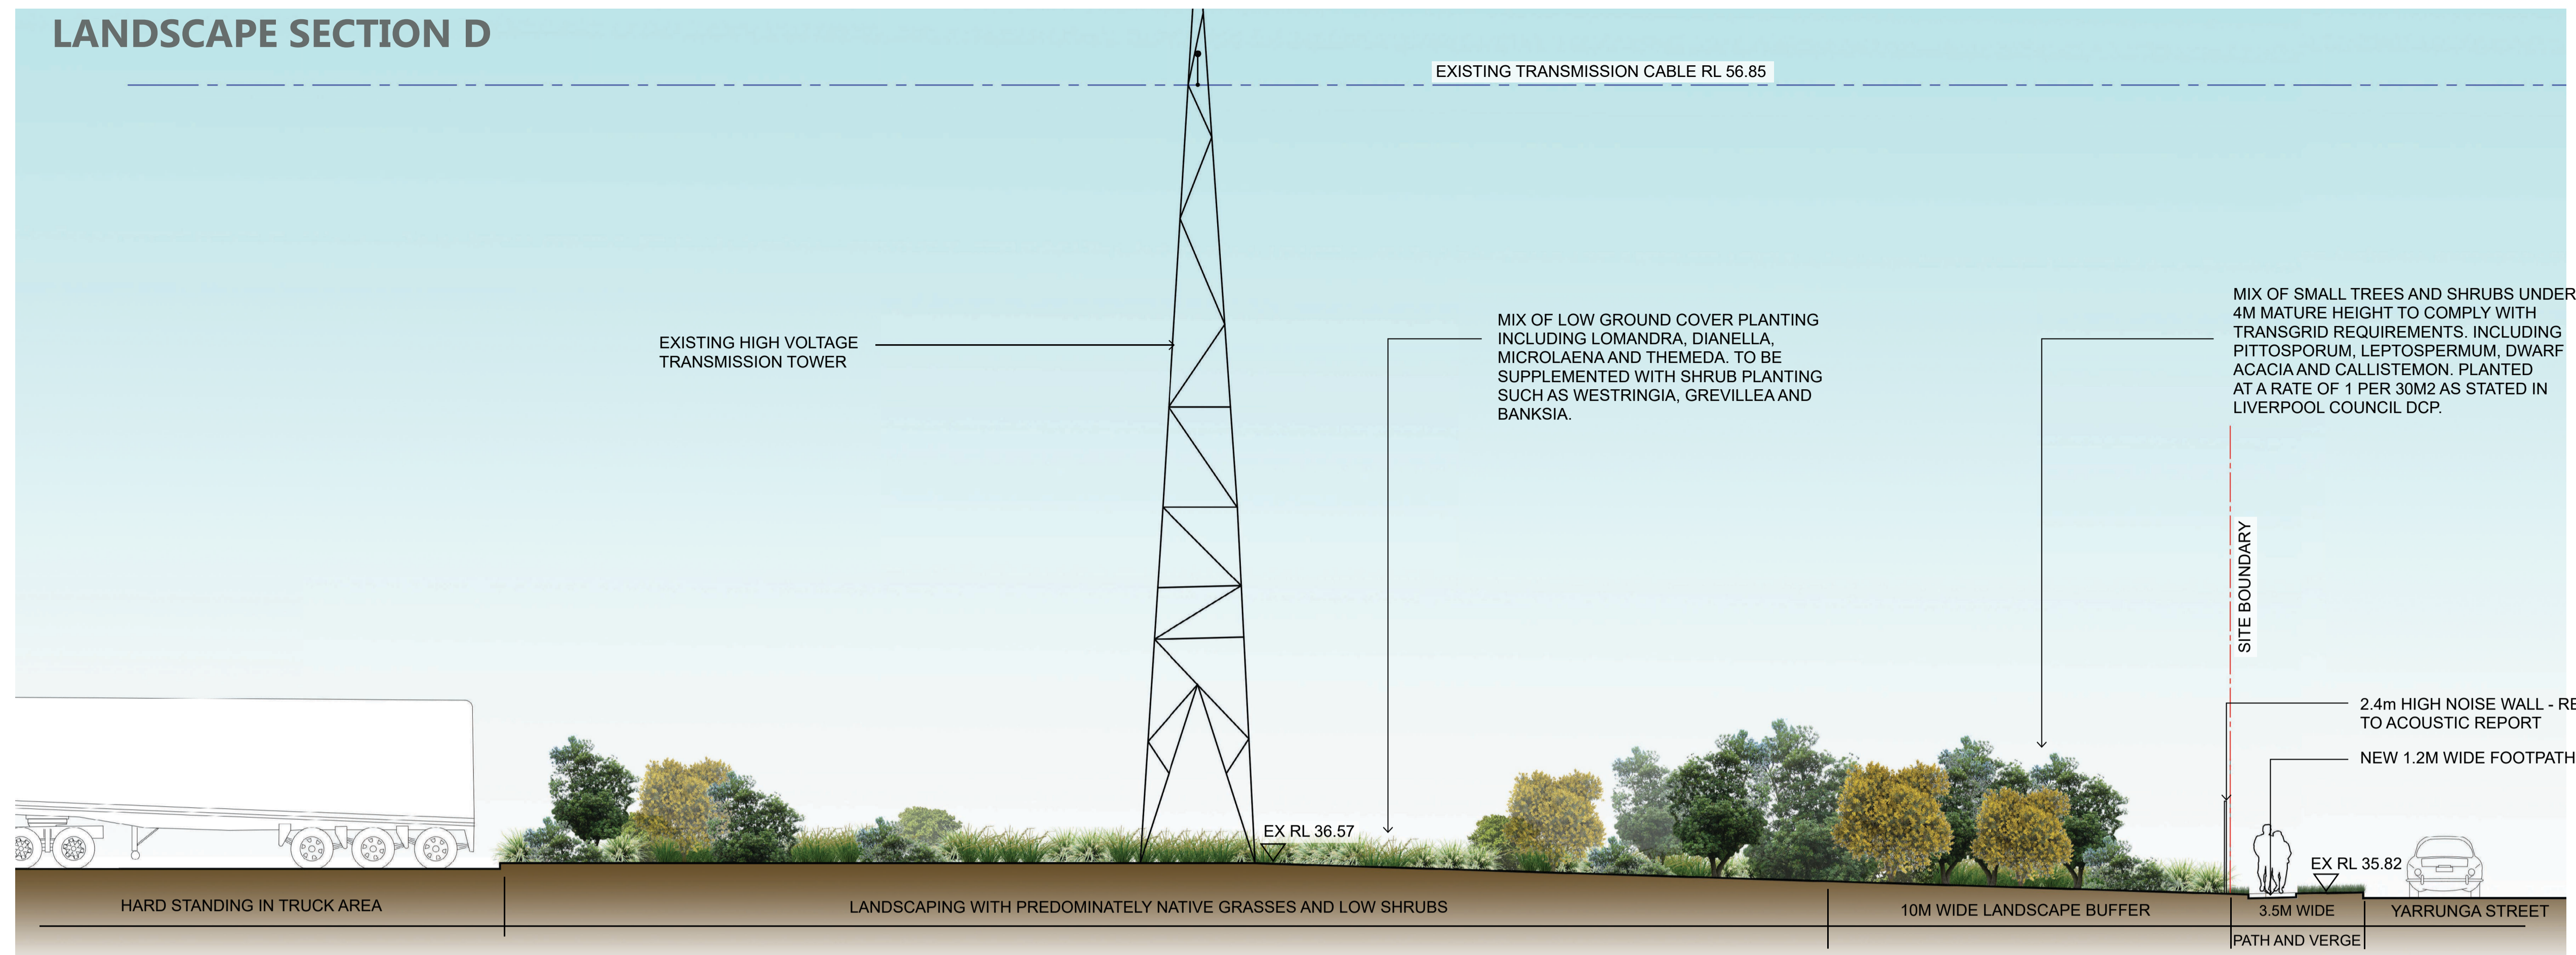 LANDSCAPE SECTION D
EXISTING TRANSMISSION CABLE RL 56.85
EXISTING HIGH VOLTAGE
TRANSMISSION TOWER
MIX OF LOW GROUND COVER PLANTING
INCLUDING LOMANDRA, DIANELLA,
MICROLAENA AND THEMEDA. TO BE
SUPPLEMENTED WITH SHRUB PLANTING
SUCH AS WESTRINGIA, GREVILLEA AND
BANKSIA.
MIX OF SMALL TREES AND SHRUBS UNDER
4M MATURE HEIGHT TO COMPLY WITH
TRANSGRID REQUIREMENTS. INCLUDING
PITTOSPORUM, LEPTOSPERMUM, DWARF
ACACIA AND CALLISTEMON. PLANTED
AT A RATE OF 1 PER 30M2 AS STATED IN
LIVERPOOL COUNCIL DCP.
SITE BOUNDARY
2.4m HIGH NOISE WALL - RE
TO ACOUSTIC REPORT
NEW 1.2M WIDE FOOTPATH
EX RL 36.57
EX RL 35.82
HARD STANDING IN TRUCK AREA
LANDSCAPING WITH PREDOMINATELY NATIVE GRASSES AND LOW SHRUBS
10M WIDE LANDSCAPE BUFFER
3.5M WIDE
PATH AND VERGE
YARRUNGA STREET